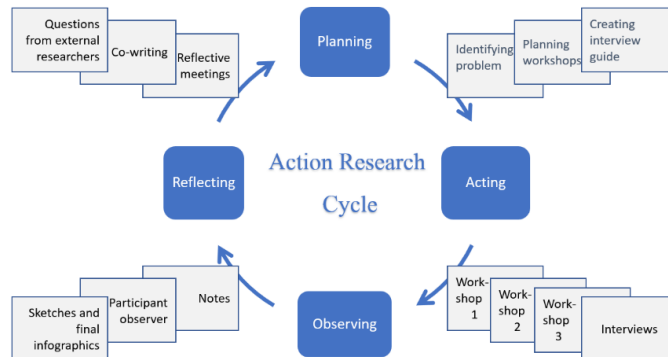 Questions
from external
researchers
Co-writing
Reflective
meetings
Planning
Identifying
problem
Planning
workshops
Creating
interview
guide
Reflecting
Action Research
Cycle
Acting
Sketches and
final
infographics
Participant
observer
Notes
Observing
Work-
shop
1
Work-
shop
2
Work-
shop
3
Interviews